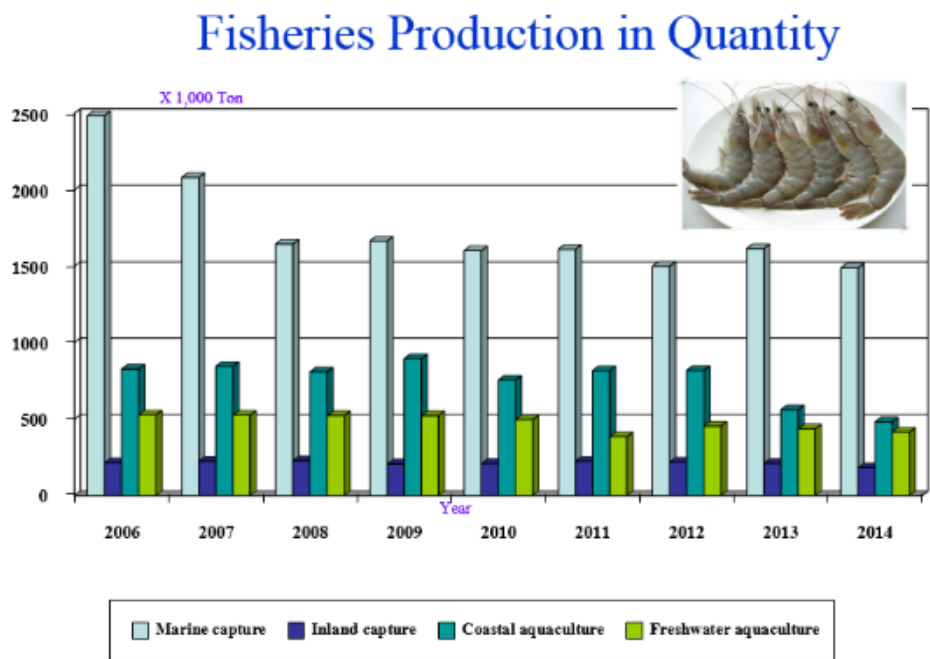 Fisheries Production in Quantity
X 1,000 Ton
2500
2000
1500
1000
500
0
Year
2006 2007 2008 2009 2010 2011 2012 2013 2014
Marine capture Inland capture Coastal aquaculture Freshwater aquaculture